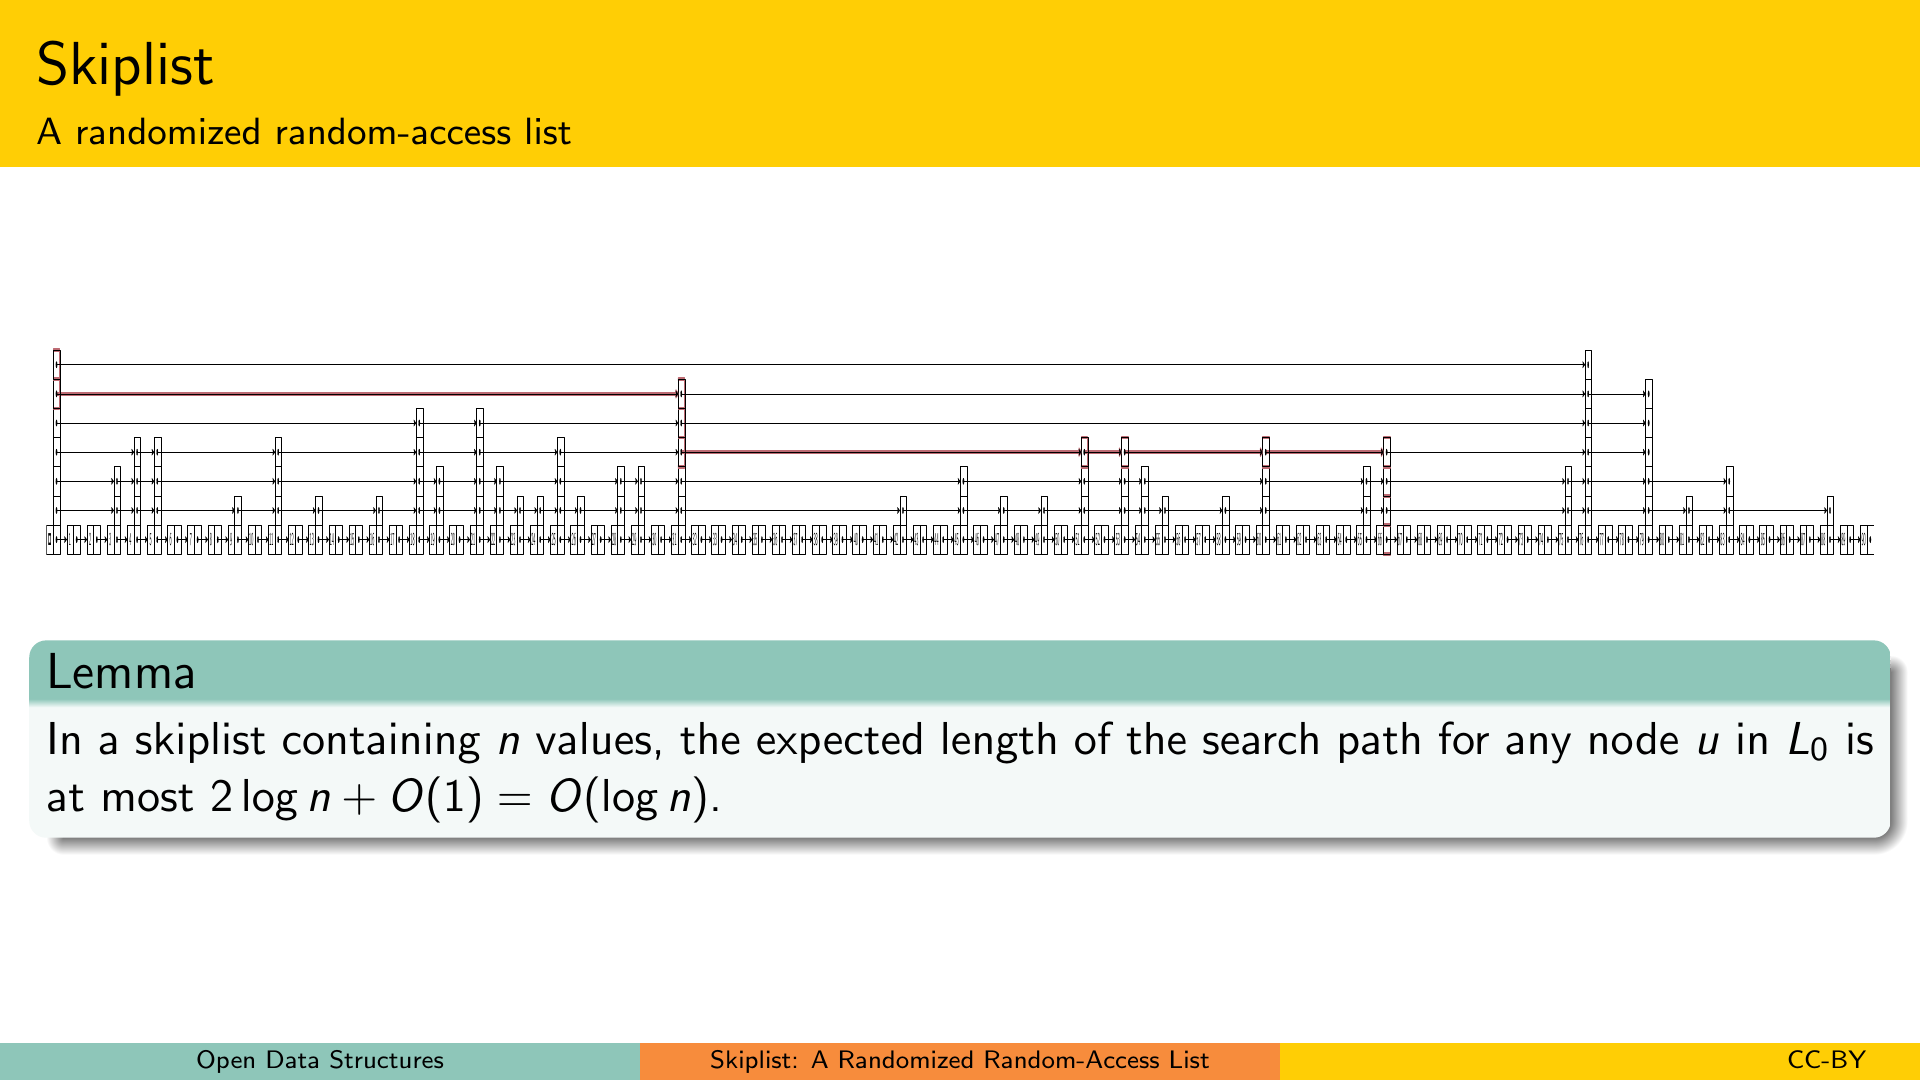 Skiplist
A randomized random-access list
Lemma
In a skiplist containing n values, the expected length of the search path for any node u in L₀ is
at most 2 log n + O(1) = O(log n).
Open Data Structures
Skiplist: A Randomized Random-Access List
CC-BY